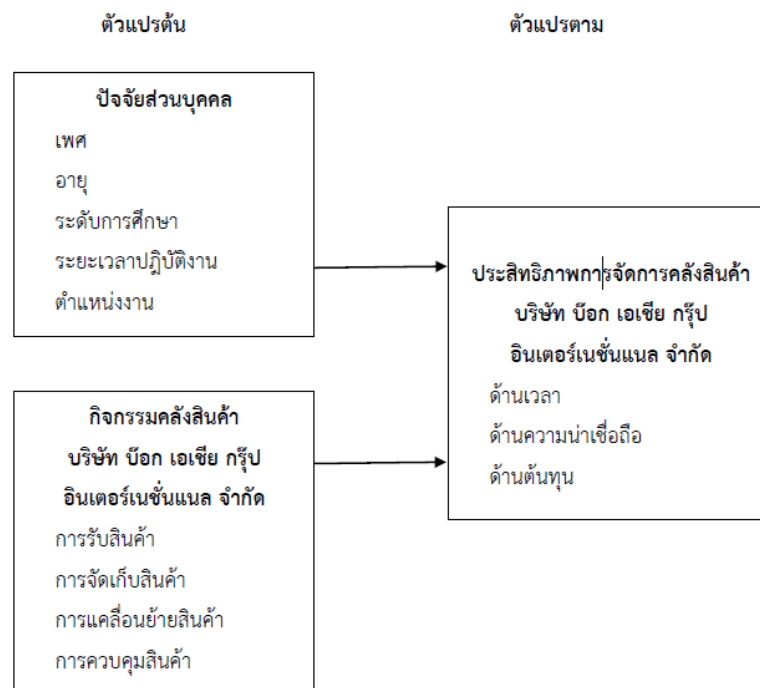 ตัวแปรต้น
ตัวแปรตาม
ปัจจัยส่วนบุคคล
เพศ
อายุ
ระดับการศึกษา
ระยะเวลาปฏิบัติงาน
ตำแหน่งงาน
กิจกรรมคลังสินค้า
บริษัท บ๊อก เอเชีย กรุ๊ป
อินเตอร์เนชั่นแนล จำกัด
การรับสินค้า
การจัดเก็บสินค้า
การแคลื่อนย้ายสินค้า
การควบคุมสินค้า
ประสิทธิภาพการจัดการคลังสินค้า
บริษัท บ๊อก เอเชีย กรุ๊ป
อินเตอร์เนชั่นแนล จำกัด
ด้านเวลา
ด้านความน่าเชื่อถือ
ด้านต้นทุน